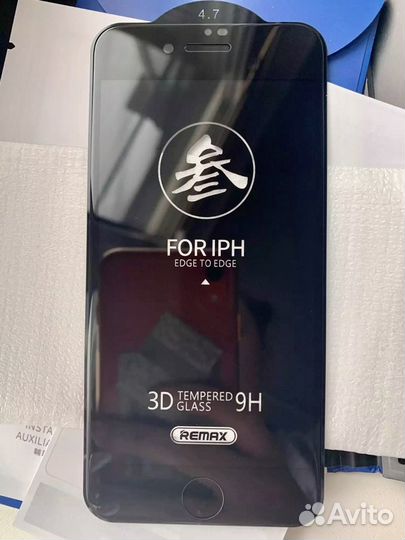 4.7
叁
FOR IPH
EDGE TO EDGE
3D TEMPERED GLASS 9H
REMAX
INSTA
AUXILIA
Avito